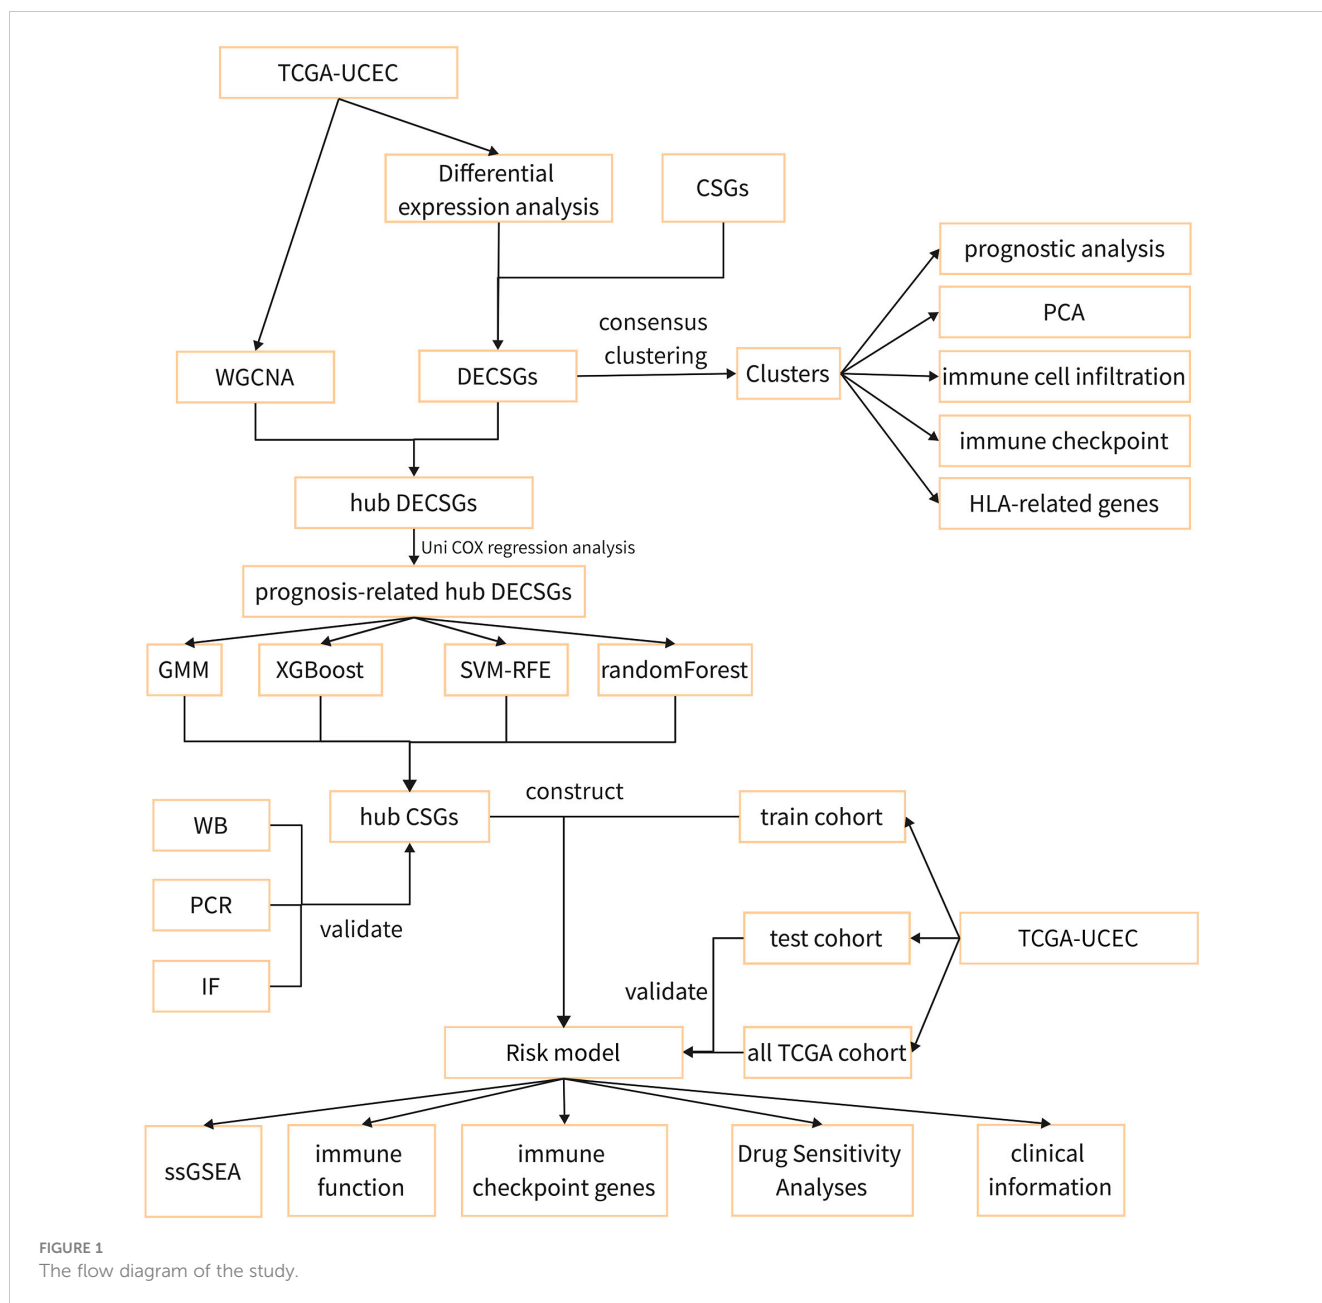 TCGA-UCEC
Differential
expression analysis
CSGs
prognostic analysis
PCA
consensus
clustering
WGCNA
DECSGs
Clusters
immune cell infiltration
immune checkpoint
HLA-related genes
hub DECSGs
Uni COX regression analysis
prognosis-related hub DECSGs
GMM
XGBoost
SVM-RFE
randomForest
construct
hub CSGs
train cohort
WB
PCR
validate
IF
test cohort
TCGA-UCEC
validate
Risk model
all TCGA cohort
ssGSEA
immune
function
immune
checkpoint genes
Drug Sensitivity
Analyses
clinical
information
FIGURE 1
The flow diagram of the study.